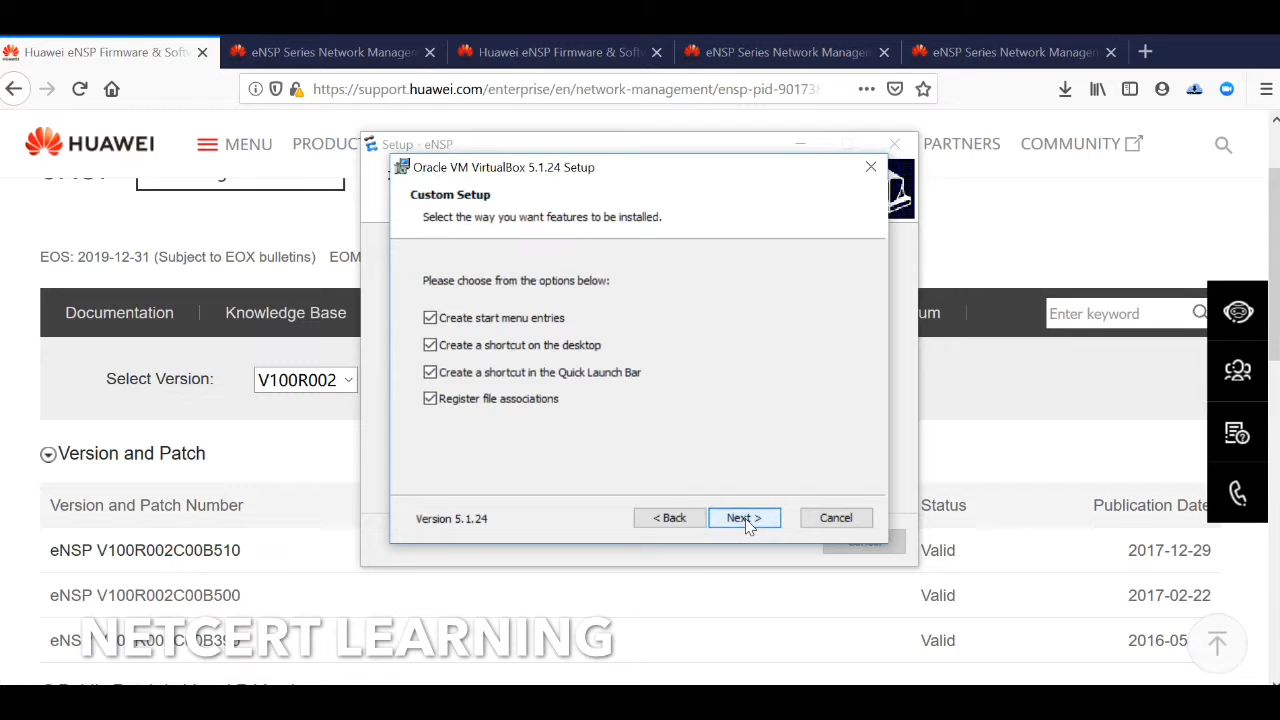 Huawei eNSP Firmware & Soft
eNSP Series Network Managem
Huawei eNSP Firmware & Soft
eNSP Series Network Managem
eNSP Series Network Managem
https://support.huawei.com/enterprise/en/network-management/ensp-pid-90173
HUAWEI
MENU
PRODUCT
PARTNERS
COMMUNITY
Setup - eNSP
Oracle VM VirtualBox 5.1.24 Setup
Custom Setup
Select the way you want features to be installed.
EOS: 2019-12-31 (Subject to EOX bulletins)
EOM
Please choose from the options below:
Documentation
Knowledge Base
um
Enter keyword
Create start menu entries
Create a shortcut on the desktop
Create a shortcut in the Quick Launch Bar
Register file associations
Select Version:
V100R002
Version and Patch
Version and Patch Number
Status
Publication Date
Version 5.1.24
< Back
Next >
Cancel
eNSP V100R002C00B510
Valid
2017-12-29
eNSP V100R002C00B500
Valid
2017-02-22
Valid
2016-05
NETCERT LEARNING